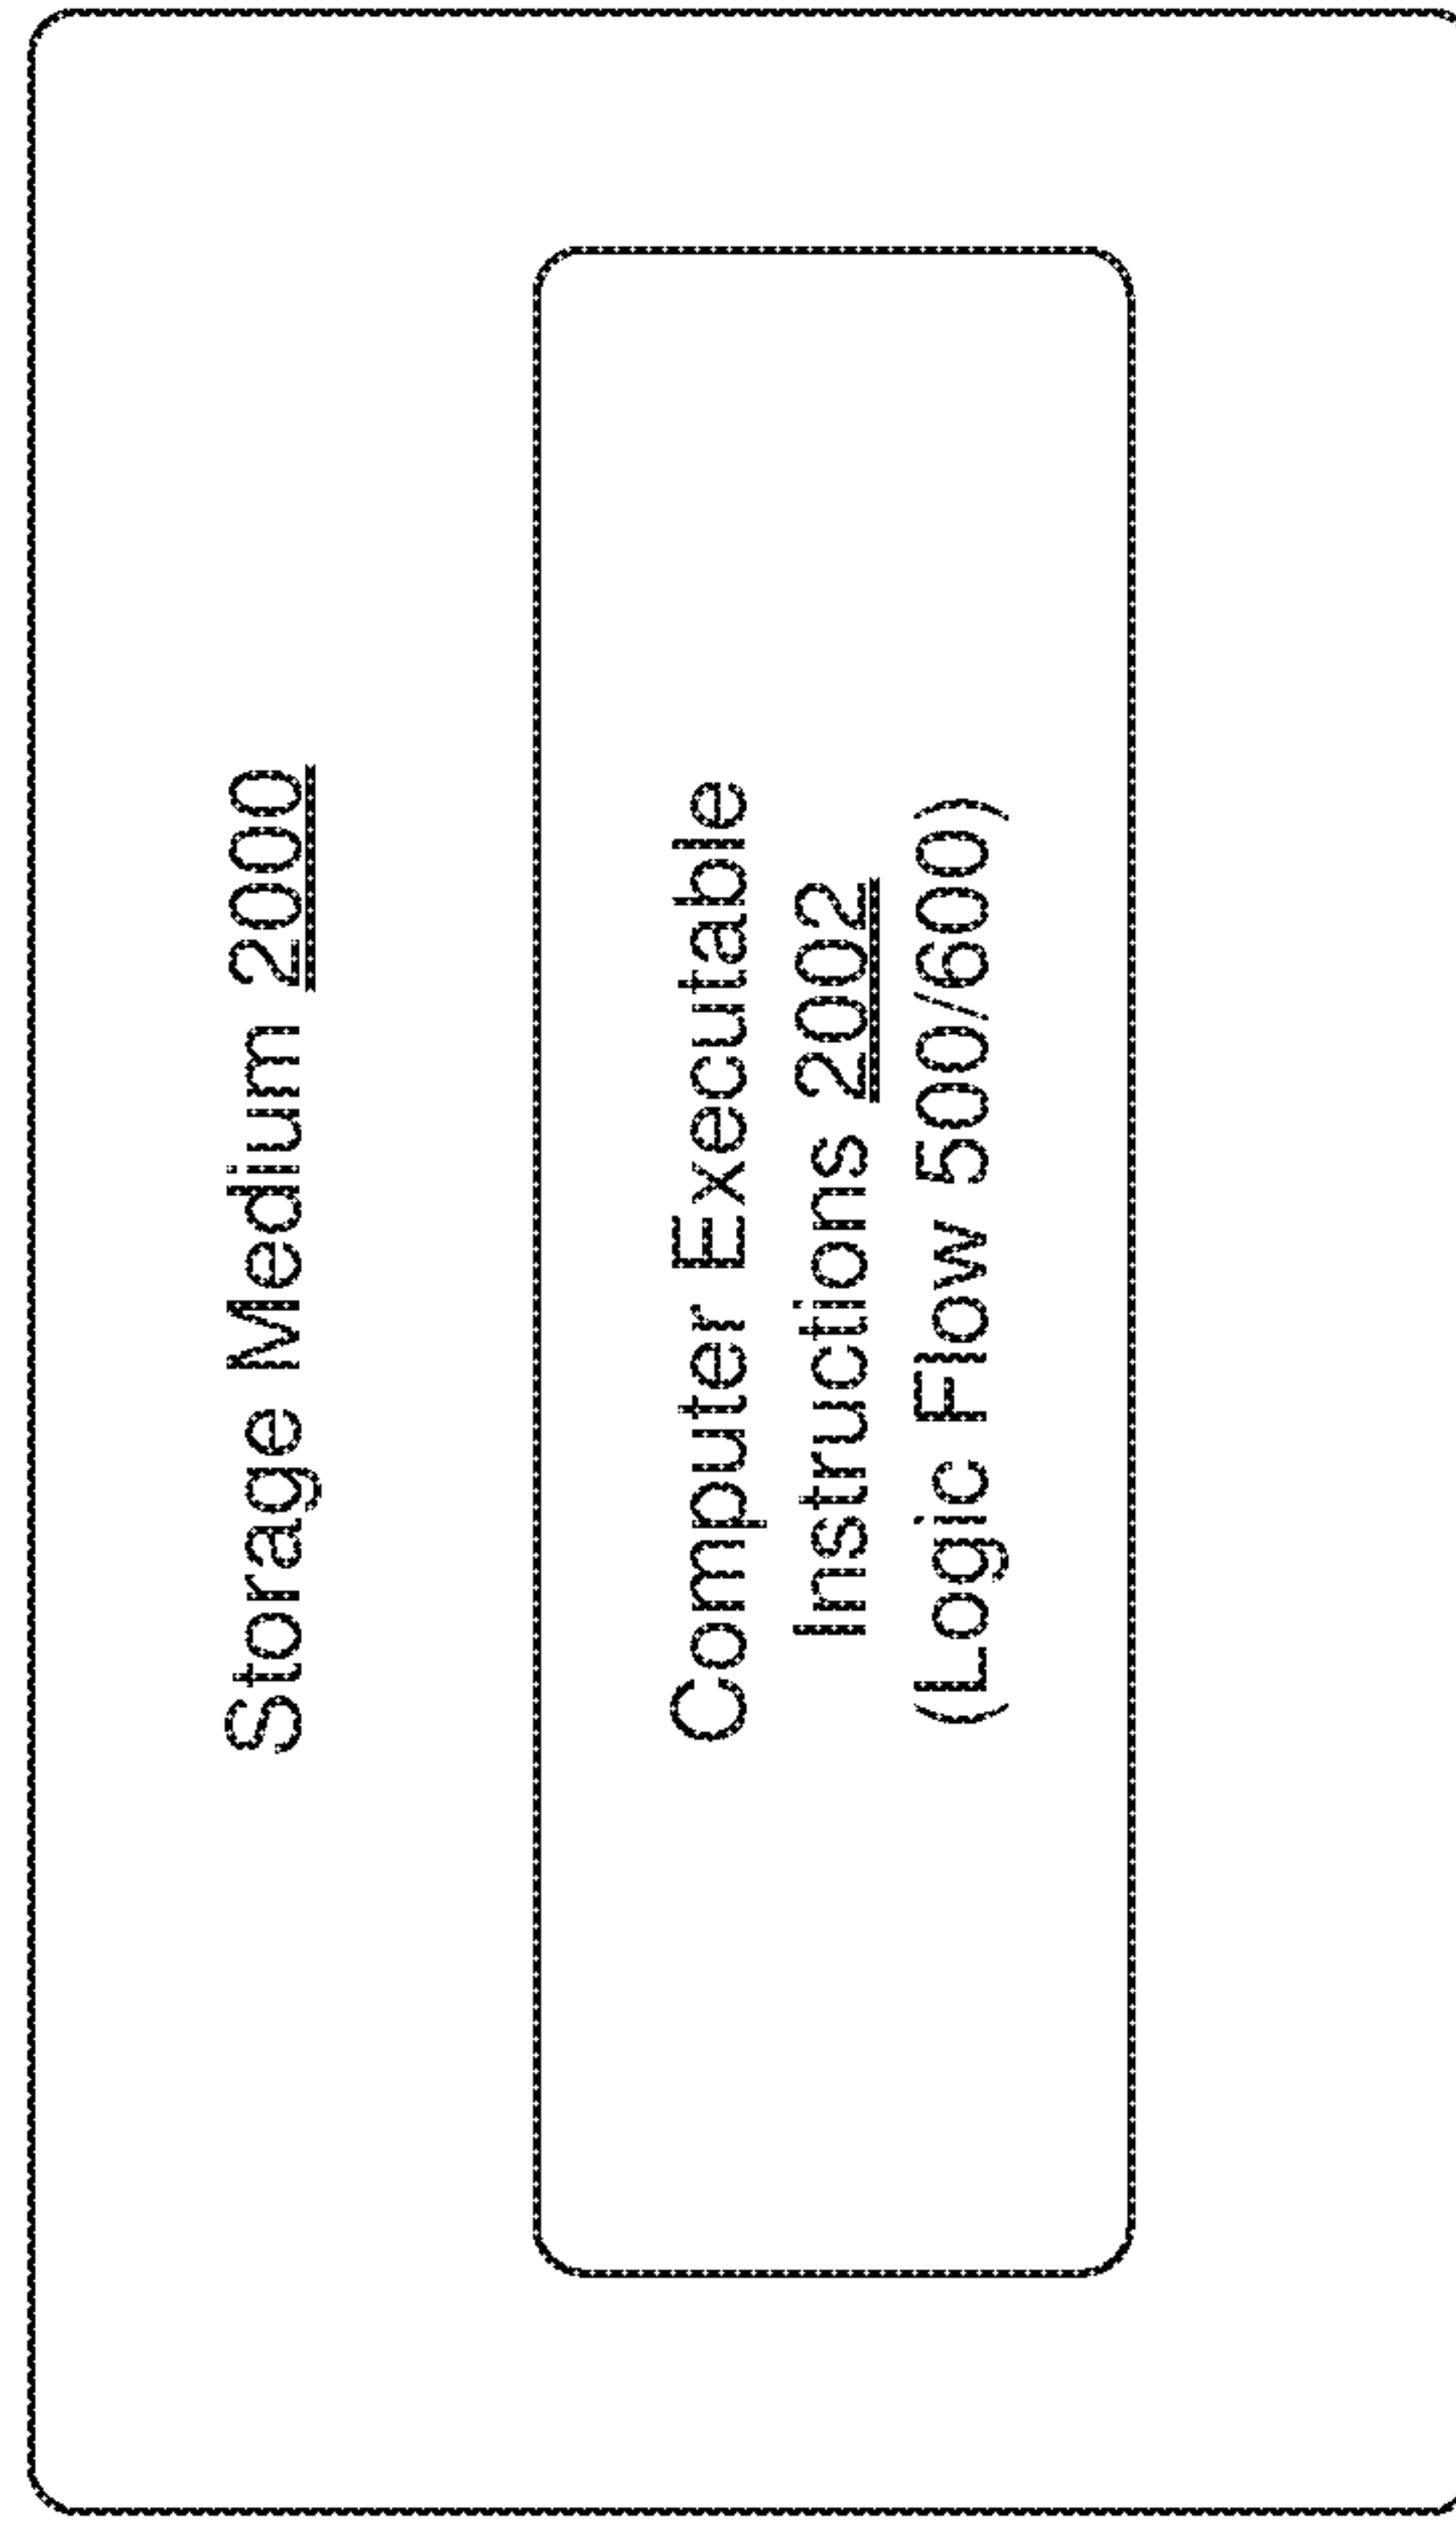 Storage Medium 2000
Computer Executable
Instructions 2002
(Logic Flow 500/600)